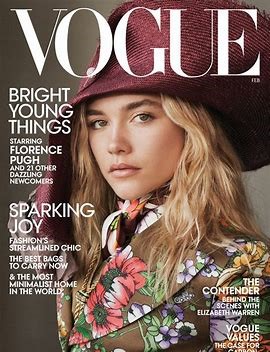 VOGUE
FEB
BRIGHT
YOUNG
THINGS
STARRING
FLORENCE
PUGH
AND 21 OTHER
DAZZLING
NEWCOMERS
SPARKING
JOY
FASHION'S
STREAMLINED CHIC
THE BEST BAGS
TO CARRY NOW
& THE MOST
MINIMALIST HOME
IN THE WORLD!
THE
CONTENDER
BEHIND THE
SCENES WITH
ELIZABETH WARREN
VOGUE
VALUES
THE CASE FOR